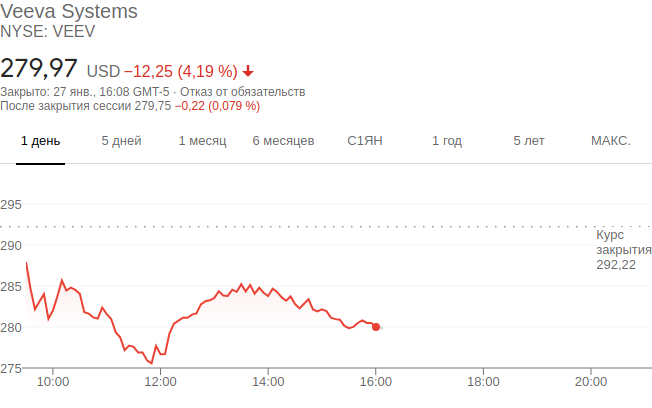 Veeva Systems
NYSE: VEEV
279,97 USD −12,25 (4,19 %)
Закрыто: 27 янв., 16:08 GMT-5 · Отказ от обязательств
После закрытия сессии 279,75 −0,22 (0,079 %)
1 день 5 дней 1 месяц 6 месяцев С1ЯН 1 год 5 лет МАКС.
295
Курс
290 закрытия
292,22
285
280
275
10:00 12:00 14:00 16:00 18:00 20:00